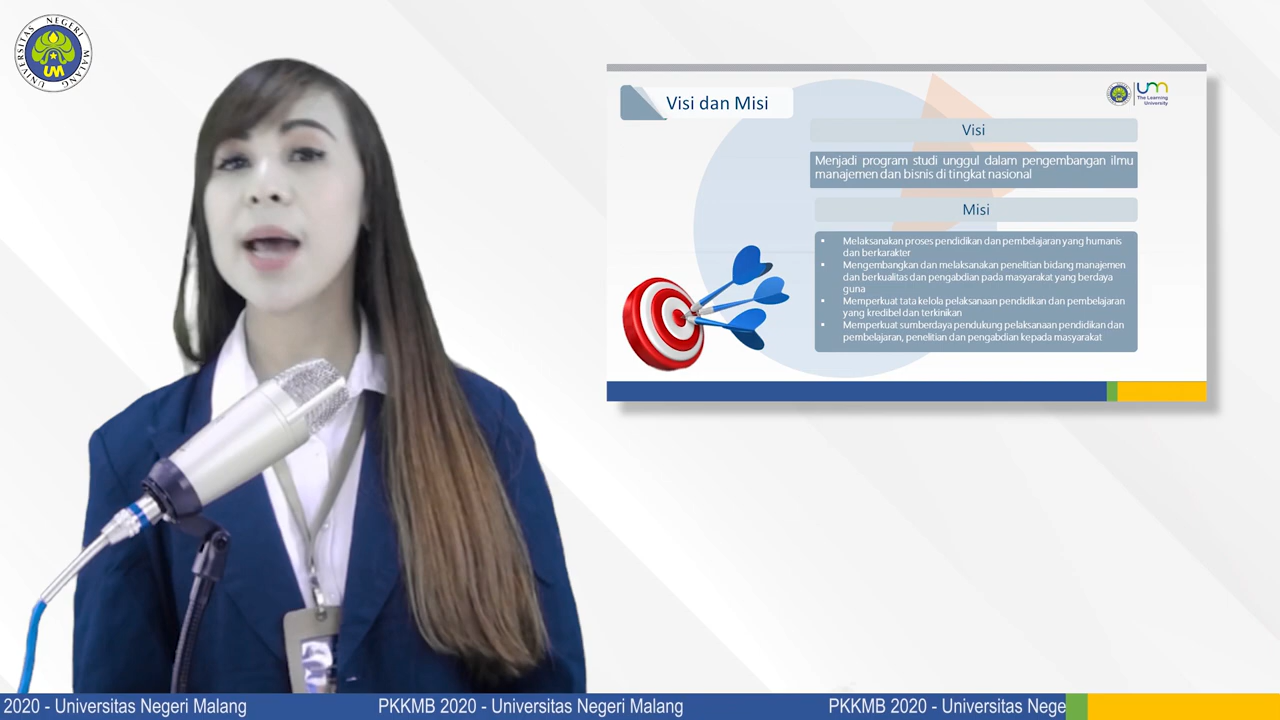 UNIVERSITAS NEGERI MALANG
UM
Visi dan Misi
um
The Learning
University
Visi
Menjadi program studi unggul dalam pengembangan ilmu
manajemen dan bisnis di tingkat nasional
Misi
▪ Melaksanakan proses pendidikan dan pembelajaran yang humanis
dan berkarakter
▪ Mengembangkan dan melaksanakan penelitian bidang manajemen
dan berkualitas dan pengabdian pada masyarakat yang berdaya
guna
▪ Memperkuat tata kelola pelaksanaan pendidikan dan pembelajaran
yang kredibel dan terkinikan
▪ Memperkuat sumberdaya pendukung pelaksanaan pendidikan dan
pembelajaran, penelitian dan pengabdian kepada masyarakat
2020 - Universitas Negeri Malang PKKMB 2020 - Universitas Negeri Malang PKKMB 2020 - Universitas Nege